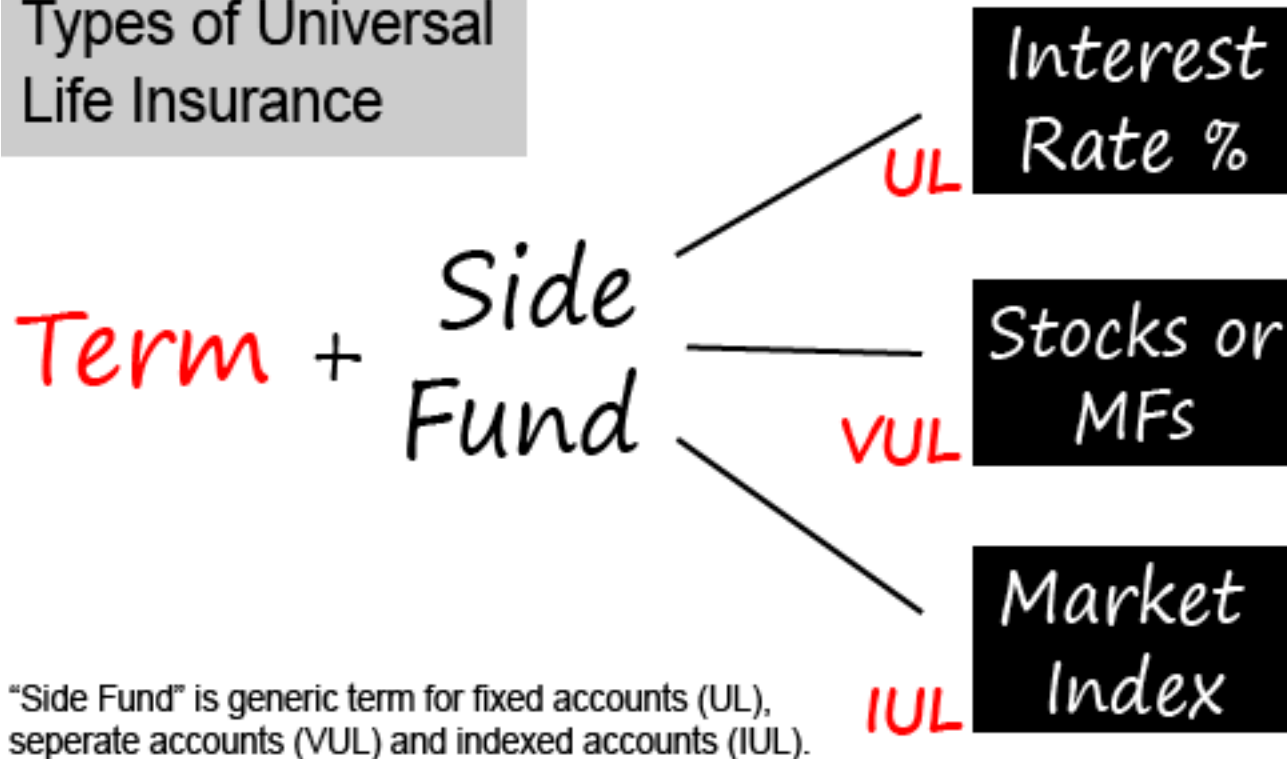 Types of Universal
Life Insurance
Interest
Rate %
UL
Side
Term +
Fund
Stocks or
MFs
VUL
Market
Index
IUL
“Side Fund” is generic term for fixed accounts (UL),
seperate accounts (VUL) and indexed accounts (IUL).